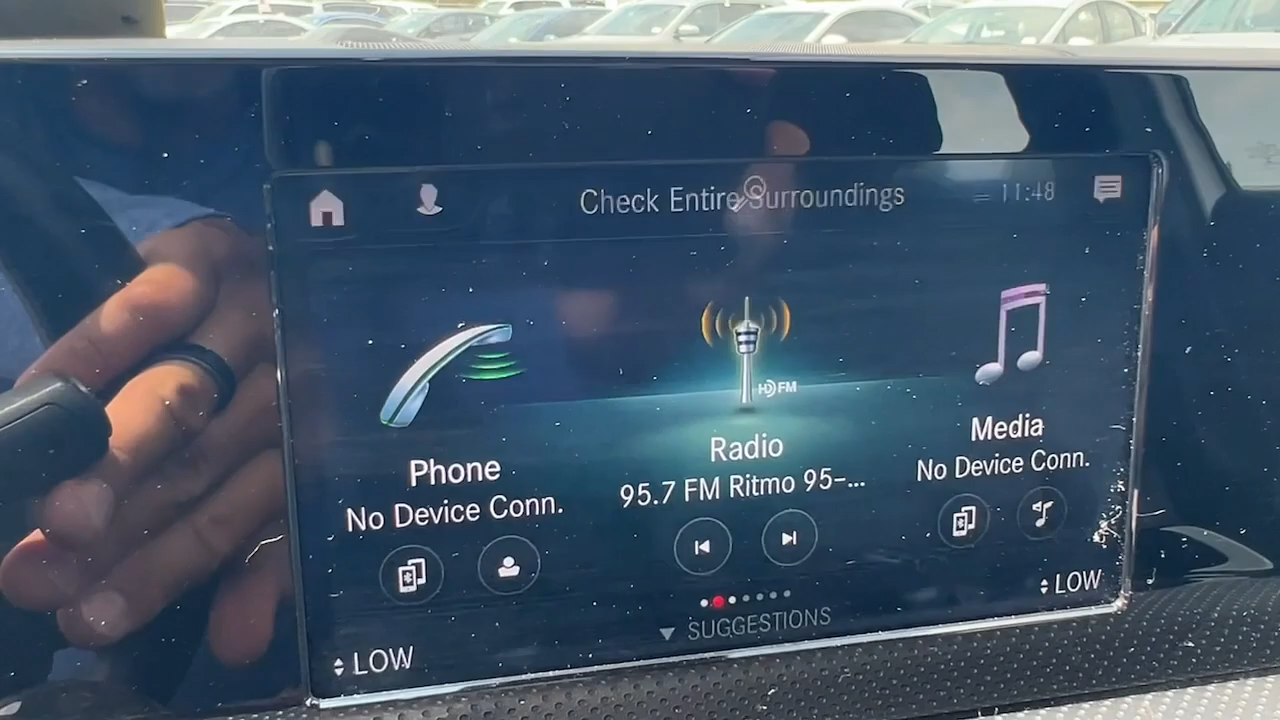 Check Entire Surroundings
11:48
HD FM
Phone
No Device Conn.
Radio
95.7 FM Ritmo 95-...
Media
No Device Conn.
LOW
SUGGESTIONS
LOW